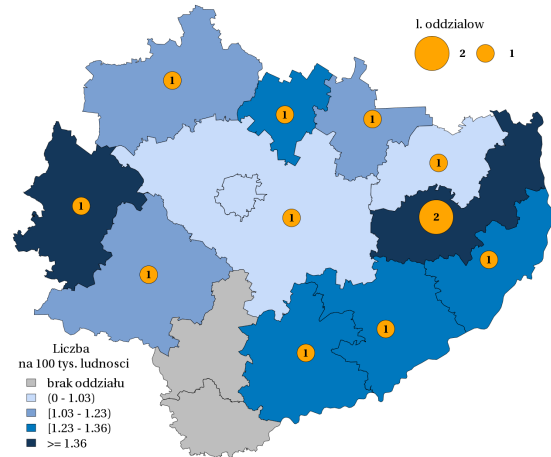 l. oddzialow
2 1
1
1
1
1
1
1
2
1
1
1
1
Liczba
na 100 tys. ludnosci
brak oddziału
(0 - 1.03)
[1.03 - 1.23)
[1.23 - 1.36)
>= 1.36